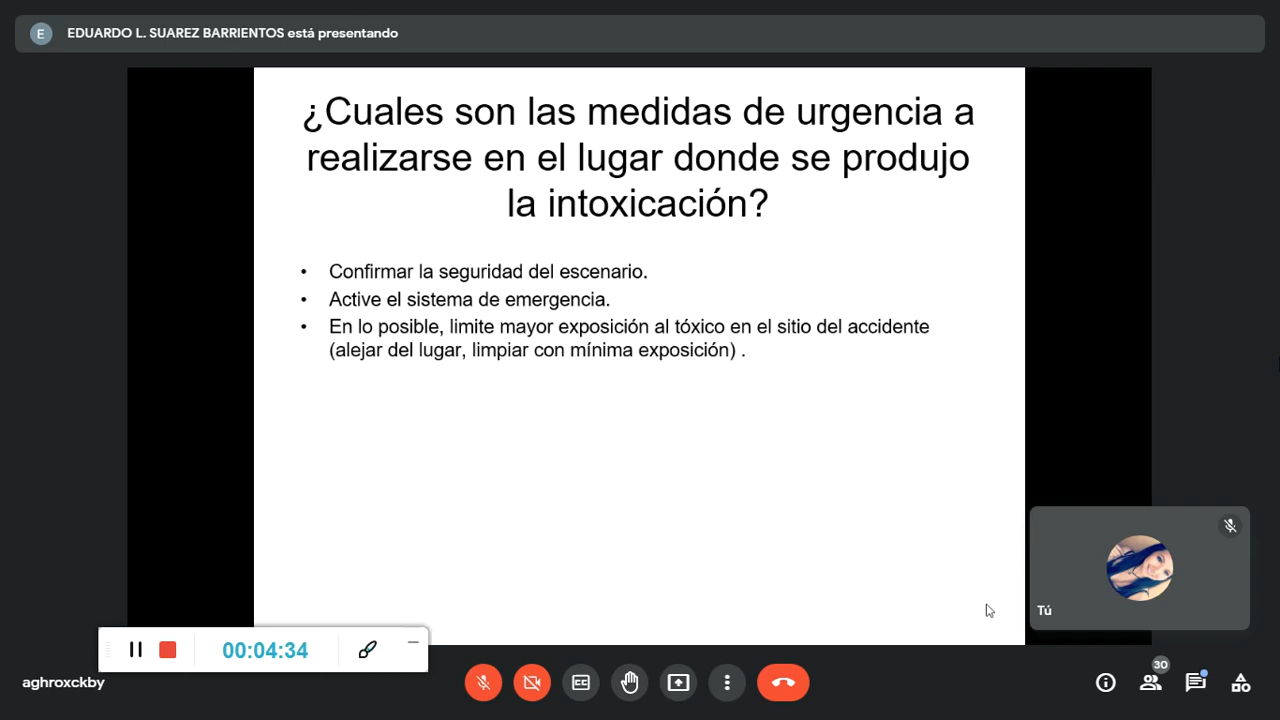 E
EDUARDO L. SUAREZ BARRIENTOS está presentando
¿Cuales son las medidas de urgencia a
realizarse en el lugar donde se produjo
la intoxicación?
• Confirmar la seguridad del escenario.
• Active el sistema de emergencia.
• En lo posible, limite mayor exposición al tóxico en el sitio del accidente
(alejar del lugar, limpiar con mínima exposición) .
Tú
00:04:34
aghroxckby
CC
30